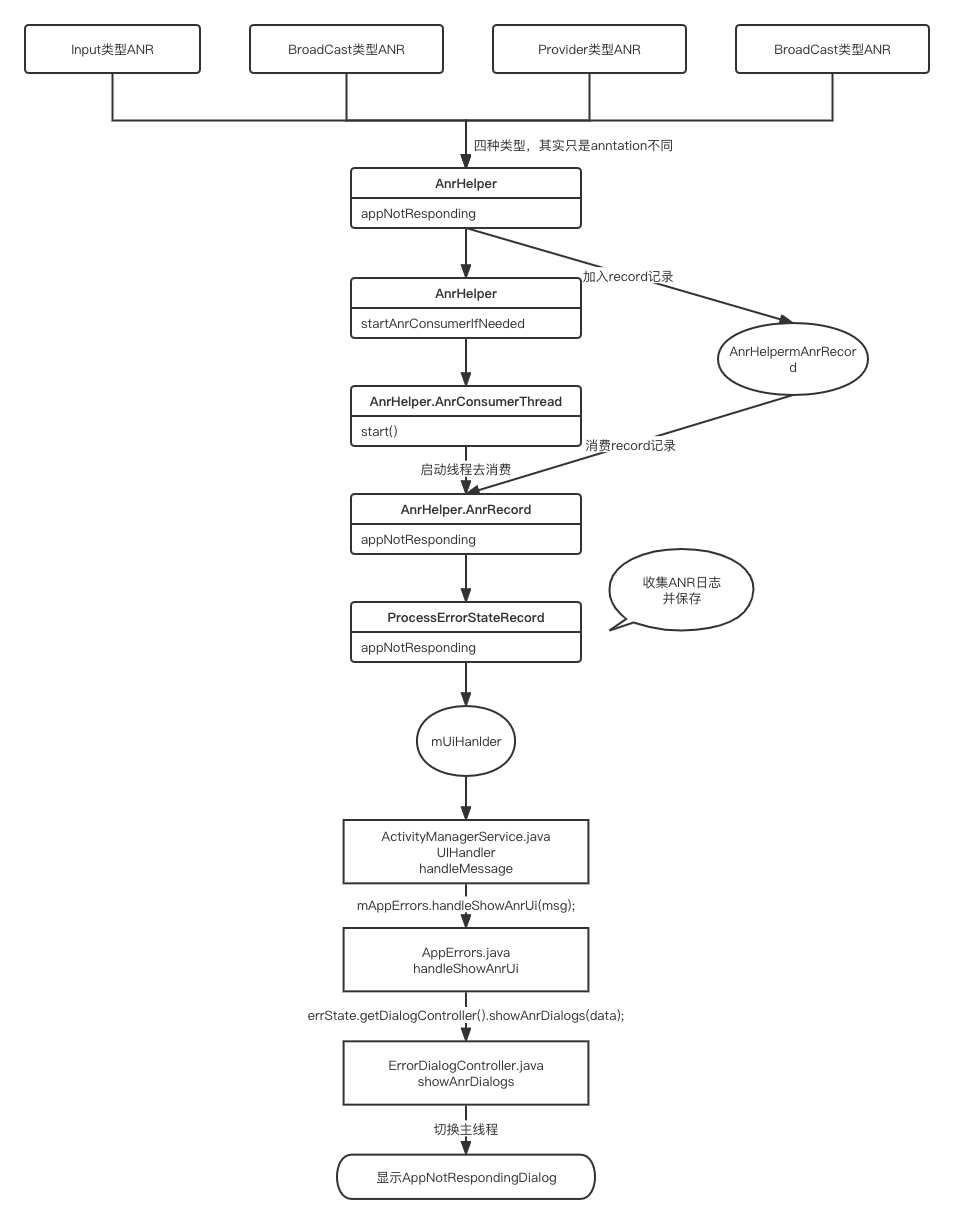 Input类型ANR
BroadCast类型ANR
Provider类型ANR
BroadCast类型ANR
四种类型，其实只是anntation不同
AnrHelper
appNotResponding
加入record记录
AnrHelper
startAnrConsumerIfNeeded
AnrHelpermAnrRecor
d
AnrHelper.AnrConsumerThread
start()
消费record记录
启动线程去消费
AnrHelper.AnrRecord
appNotResponding
收集ANR日志
并保存
ProcessErrorStateRecord
appNotResponding
mUiHanlder
ActivityManagerService.java
UIHandler
handleMessage
mAppErrors.handleShowAnrUi(msg);
AppErrors.java
handleShowAnrUi
errState.getDialogController().showAnrDialogs(data);
ErrorDialogController.java
showAnrDialogs
切换主线程
显示AppNotRespondingDialog